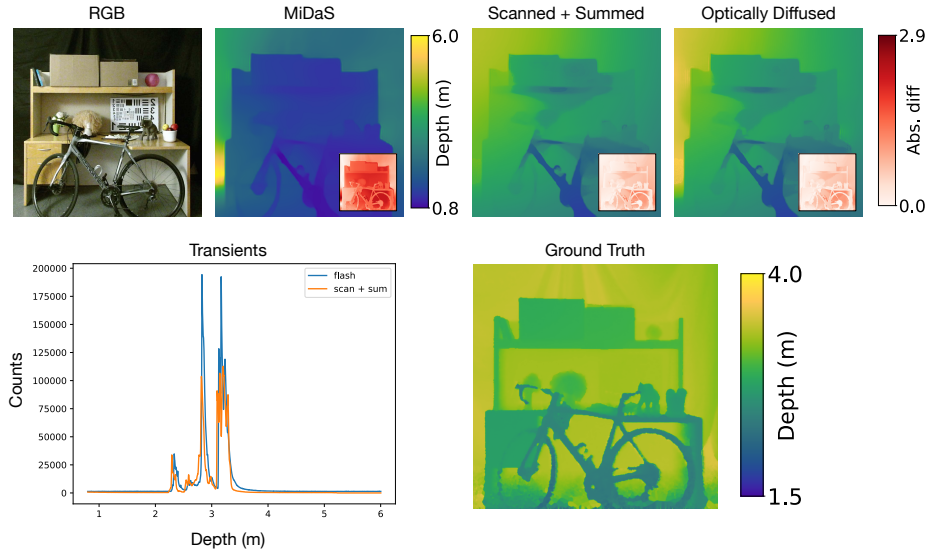 RGB
MiDaS
Scanned + Summed
Optically Diffused
6.0
Depth (m)
0.8
2.9
Abs. diff
0.0
Transients
flash
scan + sum
200000
175000
150000
125000
100000
75000
50000
25000
0
Counts
1
2
3
4
5
6
Depth (m)
Ground Truth
4.0
Depth (m)
1.5